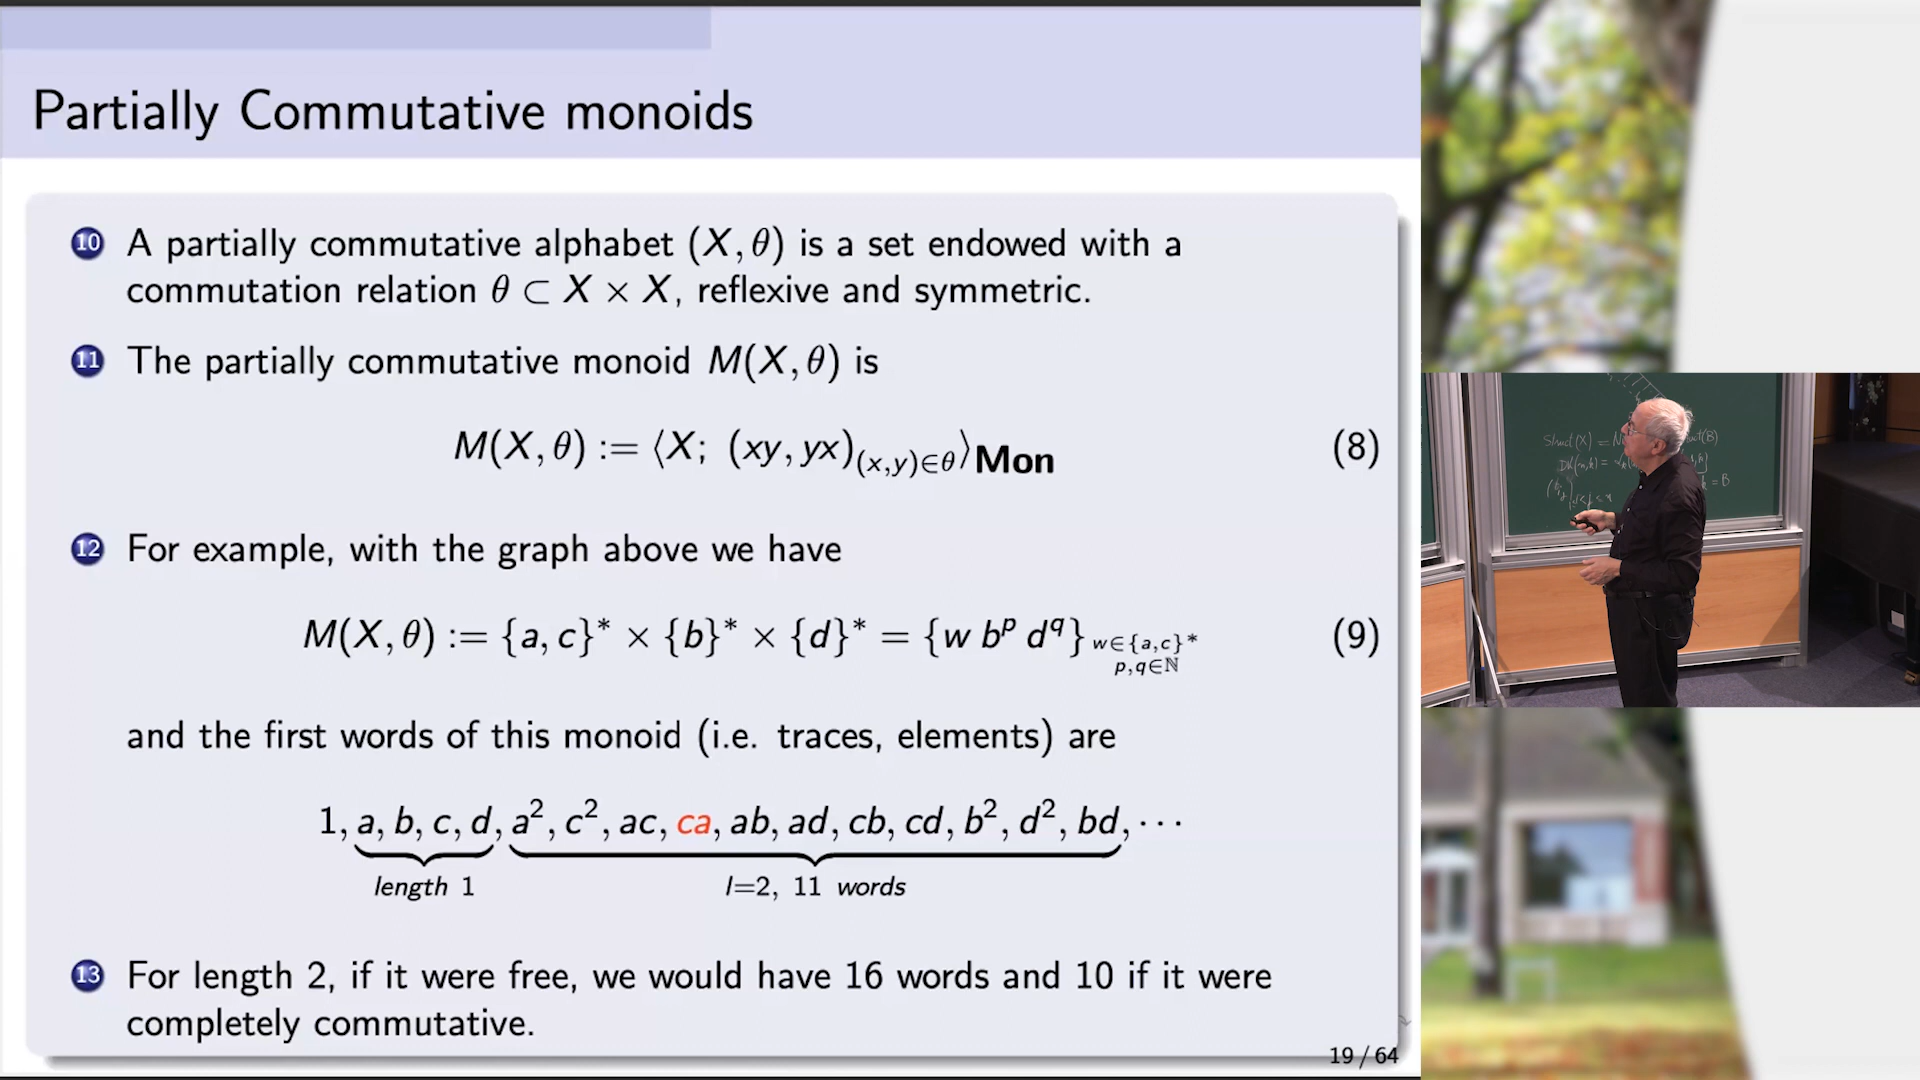 Partially Commutative monoids
10 A partially commutative alphabet (X, θ) is a set endowed with a
commutation relation θ ⊂ X × X, reflexive and symmetric.
11 The partially commutative monoid M(X, θ) is
M(X, θ) := ⟨X; (xy, yx)_{(x,y)∈θ}⟩_Mon (8)
12 For example, with the graph above we have
M(X, θ) := {a, c}* × {b}* × {d}* = {w b^p d^q}_{w∈{a,c}* p,q∈ℕ} (9)
and the first words of this monoid (i.e. traces, elements) are
1, a, b, c, d, a², c², ac, ca, ab, ad, cb, cd, b², d², bd, ···
length 1 l=2, 11 words
13 For length 2, if it were free, we would have 16 words and 10 if it were
completely commutative.
19 / 64
Struct(X) =
= B